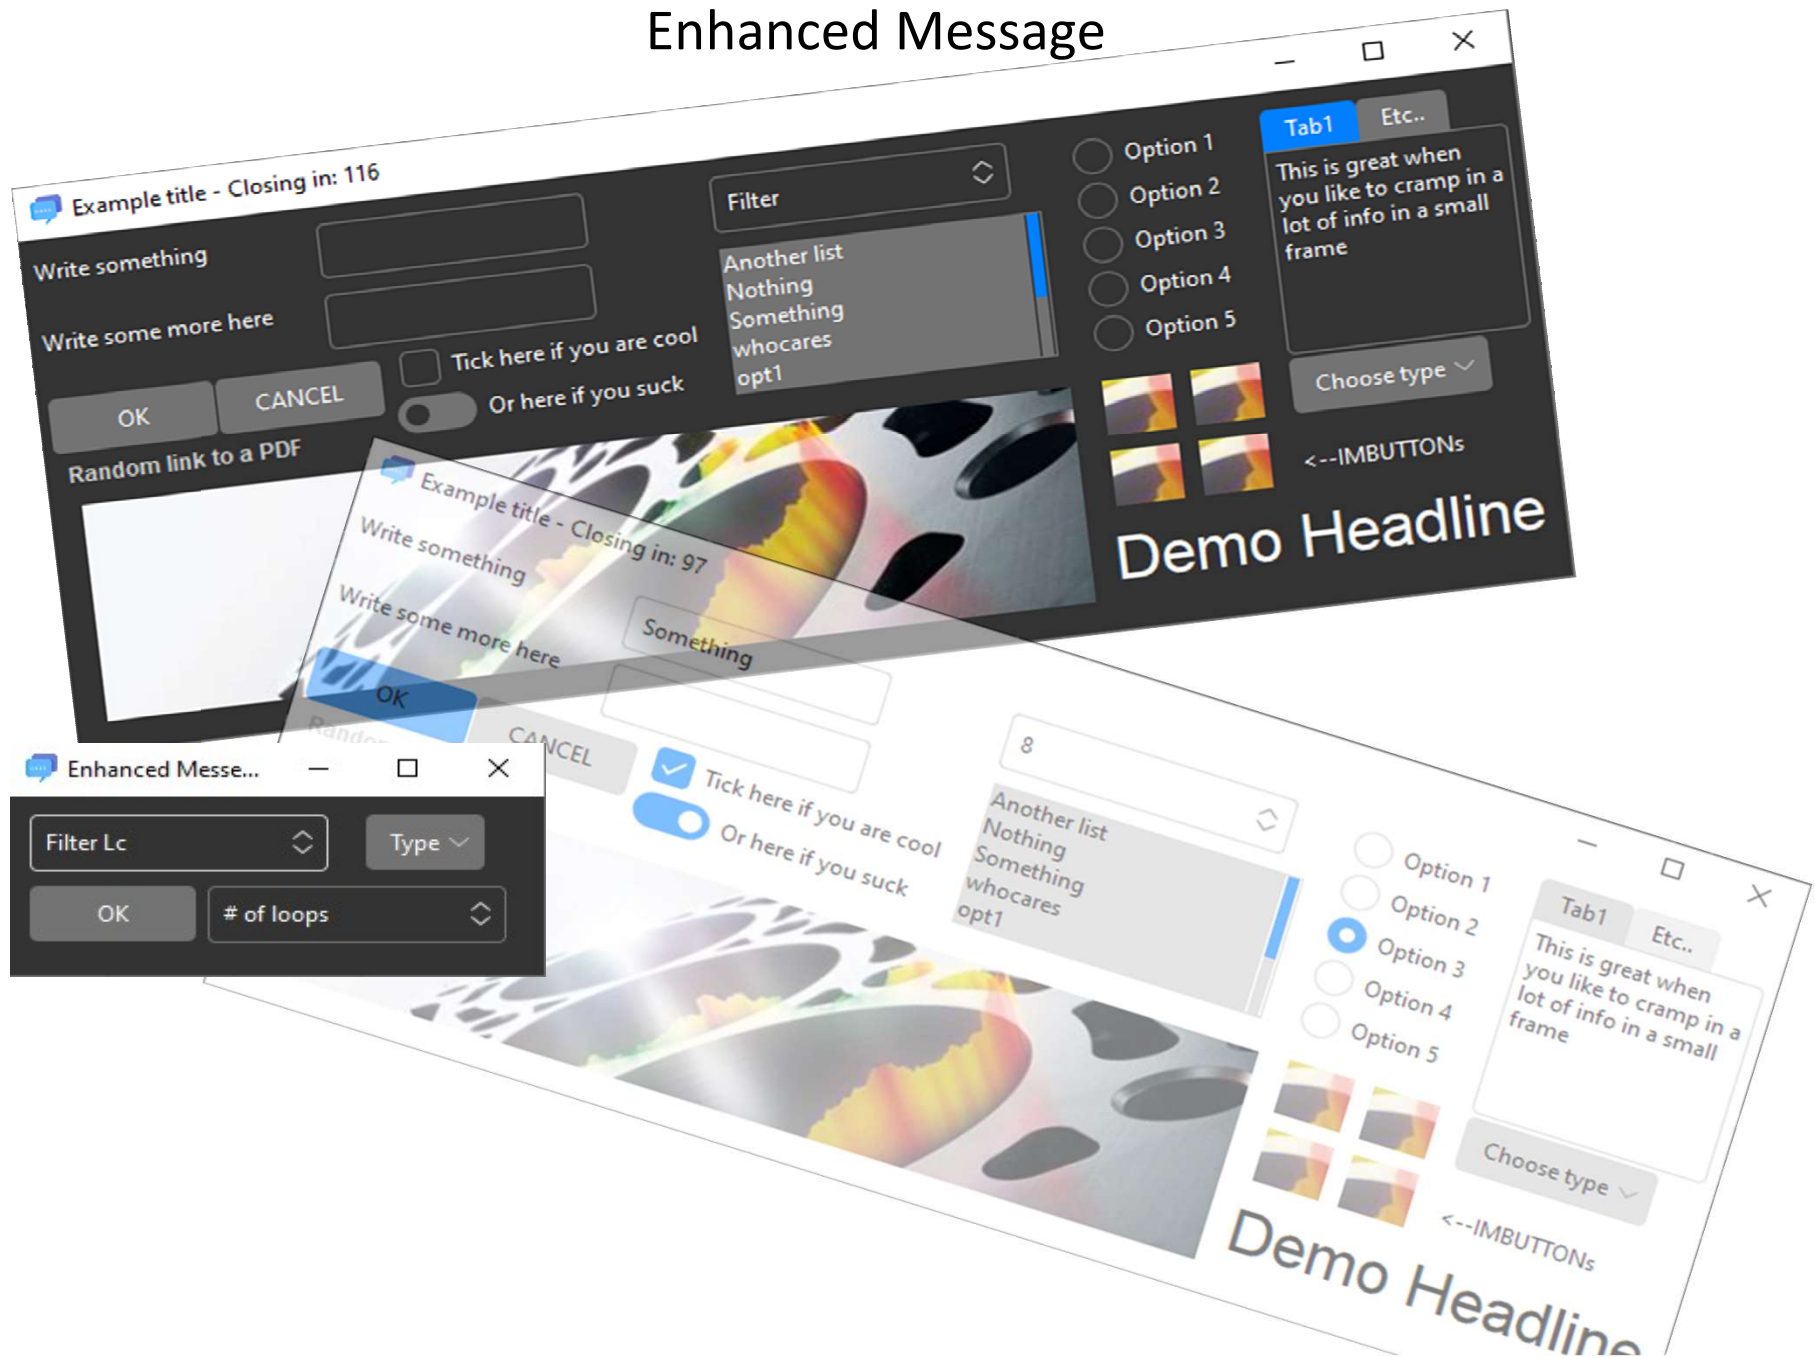 Enhanced Message
Example title - Closing in: 116
Write something
Write some more here
OK
CANCEL
Tick here if you are cool
Or here if you suck
Random link to a PDF
Filter
Another list
Nothing
Something
whocares
opt1
Option 1
Option 2
Option 3
Option 4
Option 5
Tab1
Etc..
This is great when
you like to cramp in a
lot of info in a small
frame
Choose type
<--IMBUTTONs
Demo Headline
Example title - Closing in: 97
Write something
Something
Write some more here
OK
CANCEL
Tick here if you are cool
Or here if you suck
8
Another list
Nothing
Something
whocares
opt1
Option 1
Option 2
Option 3
Option 4
Option 5
Tab1
Etc..
This is great when
you like to cramp in a
lot of info in a small
frame
Choose type
<--IMBUTTONs
Demo Headline
Enhanced Messe...
Filter Lc
Type
OK
# of loops